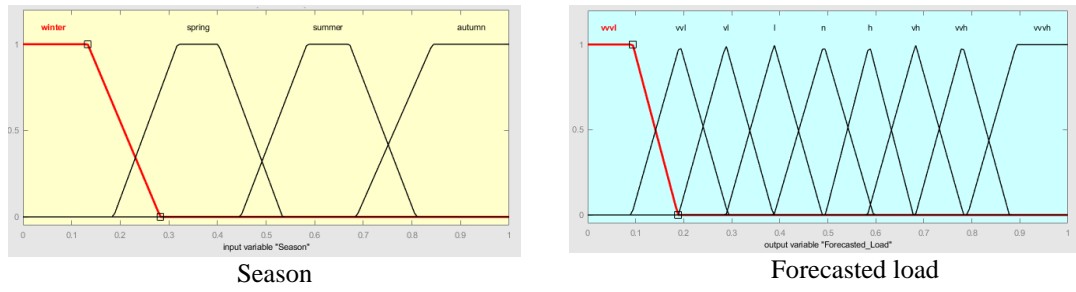 winter spring summer autumn
1
0.5
0
0 0.1 0.2 0.3 0.4 0.5 0.6 0.7 0.8 0.9 1
input variable "Season"
Season
vvvl vvl vl l n h vh vvh vvvh
1
0.5
0
0 0.1 0.2 0.3 0.4 0.5 0.6 0.7 0.8 0.9 1
output variable "Forecasted_Load"
Forecasted load